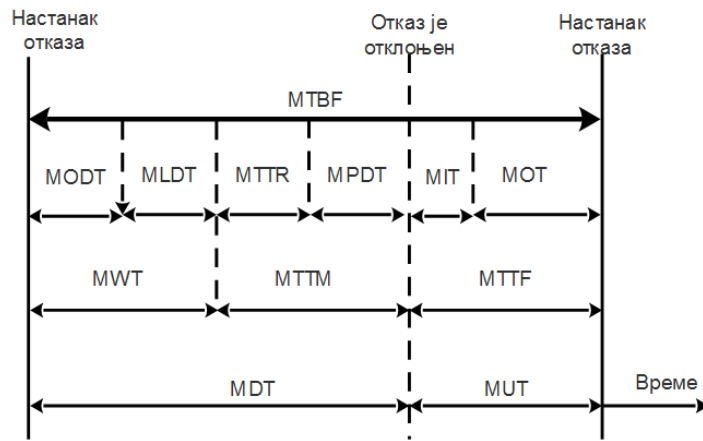 Настанак
отказа
Отказ је
отклоњен
Настанак
отказа
MTBF
MODT
MLDT
MTTR
MPDT
MIT
MOT
MWT
MTTM
MTTF
MDT
MUT
Време